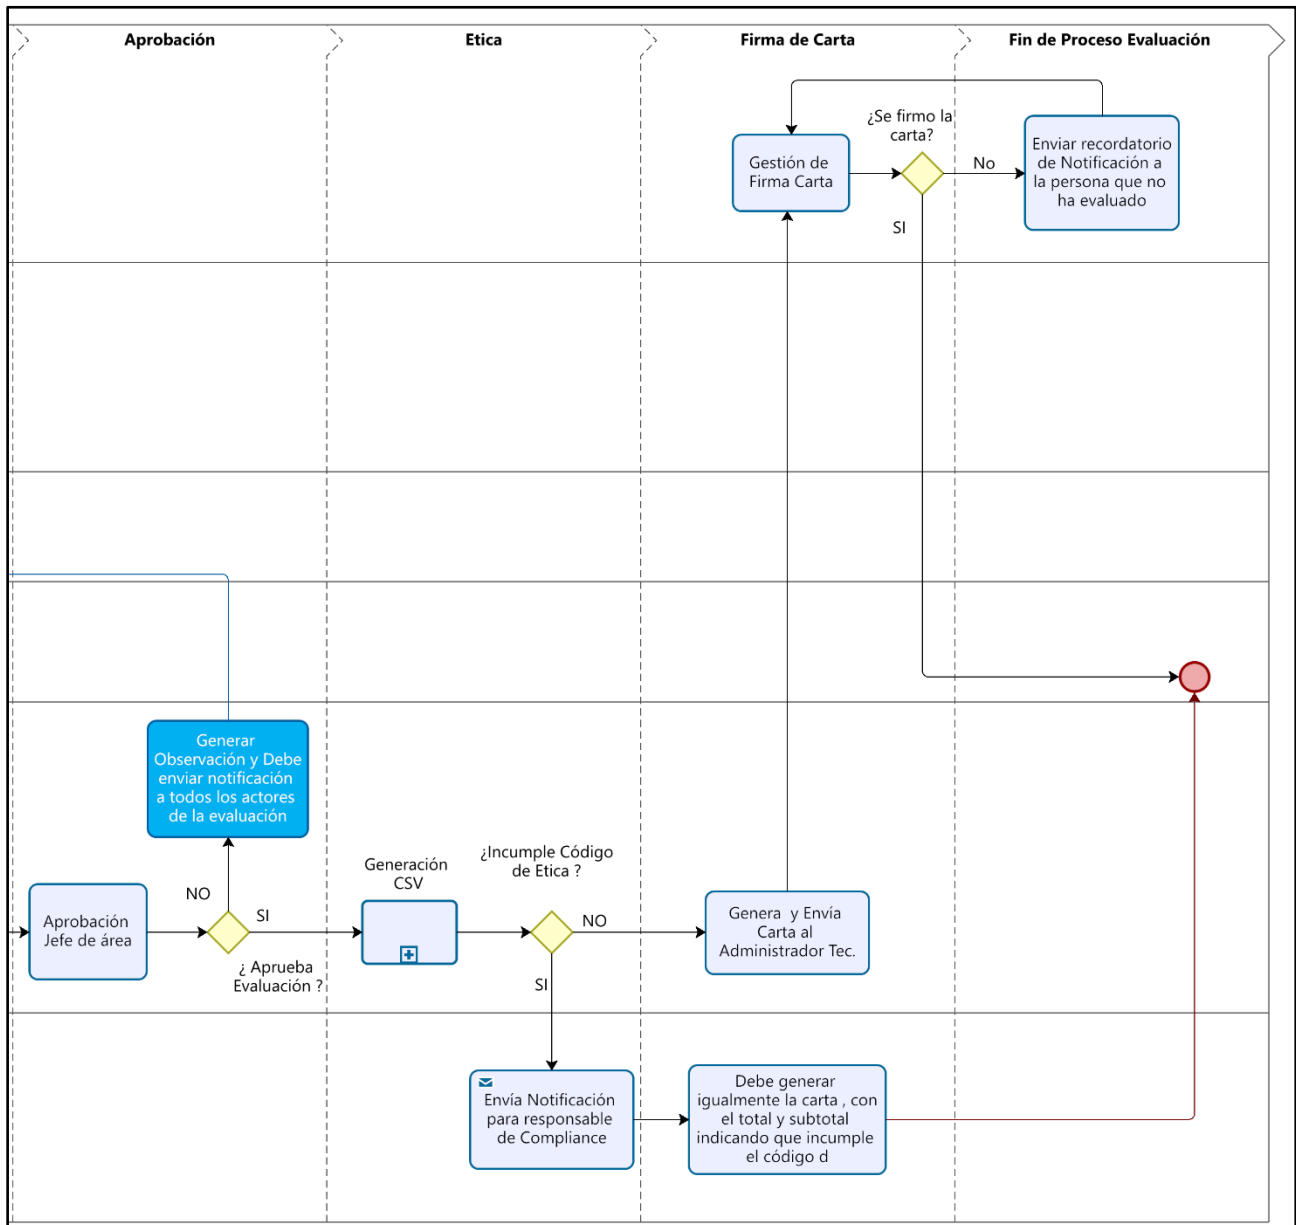 Aprobación
Etica
Firma de Carta
Fin de Proceso Evaluación
¿Se firmo la
carta?
Gestión de
Firma Carta
No
Enviar recordatorio
de Notificación a
la persona que no
ha evaluado
SI
Generar
Observación y Debe
enviar notificación
a todos los actores
de la evaluación
NO
Aprobación
Jefe de área
SI
¿ Aprueba
Evaluación ?
Generación
CSV
¿Incumple Código
de Etica ?
NO
SI
Genera y Envía
Carta al
Administrador Tec.
Envía Notificación
para responsable
de Compliance
Debe generar
igualmente la carta , con
el total y subtotal
indicando que incumple
el código d